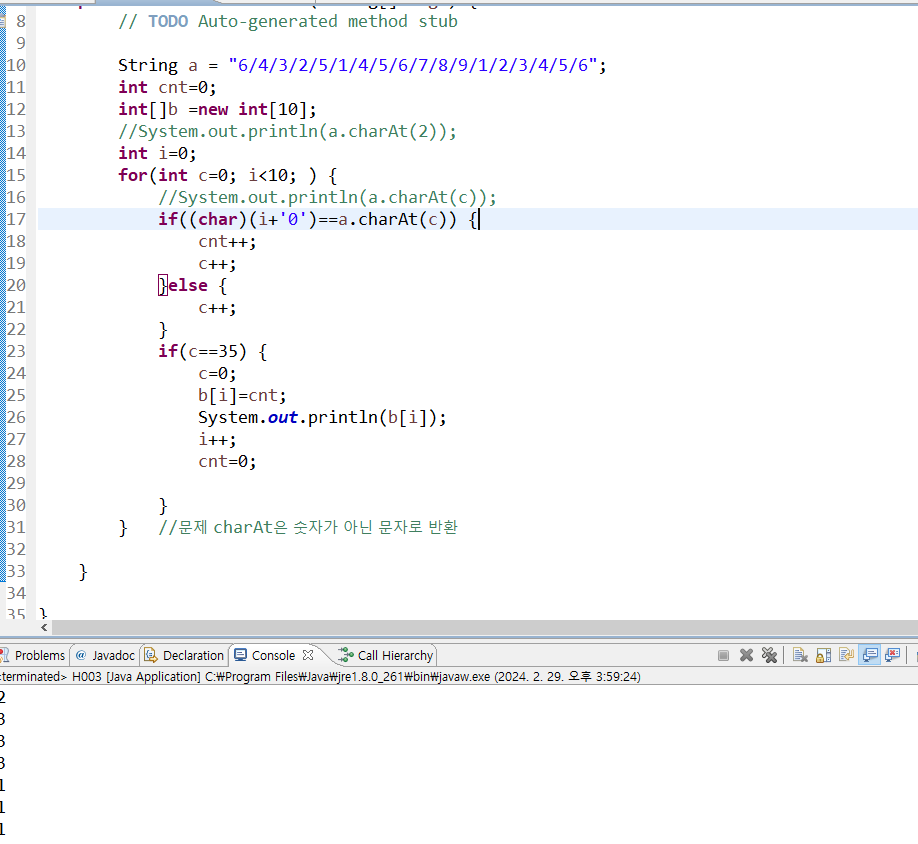 8 // TODO Auto-generated method stub
9
10 String a = "6/4/3/2/5/1/4/5/6/7/8/9/1/2/3/4/5/6";
11 int cnt=0;
12 int[]b =new int[10];
13 //System.out.println(a.charAt(2));
14 int i=0;
15 for(int c=0; i<10; ) {
16 //System.out.println(a.charAt(c));
17 if((char)(i+'0')==a.charAt(c)) {
18 cnt++;
19 c++;
20 }else {
21 c++;
22 }
23 if(c==35) {
24 c=0;
25 b[i]=cnt;
26 System.out.println(b[i]);
27 i++;
28 cnt=0;
29
30 }
31 } //문제 charAt은 숫자가 아닌 문자로 반환
32
33 }
34
35 }
Problems @ Javadoc Declaration Console Call Hierarchy
terminated> H003 [Java Application] C:₩Program Files₩Java₩jre1.8.0_261₩bin₩javaw.exe (2024. 2. 29. 오후 3:59:24)
2
3
3
3
1
1
1